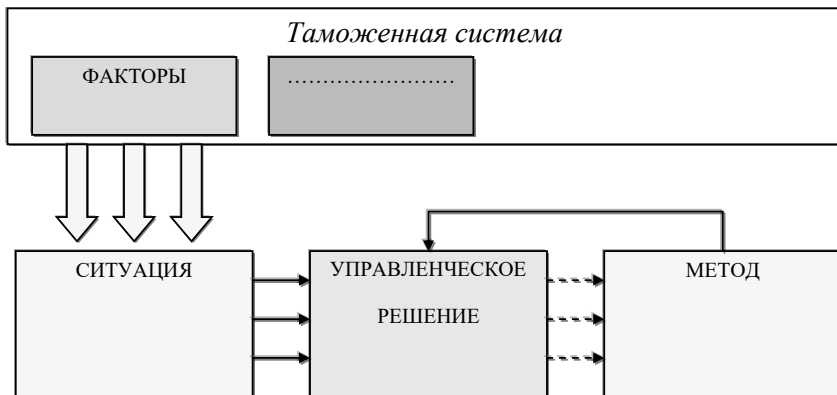 Таможенная система
ФАКТОРЫ
……………………
СИТУАЦИЯ
УПРАВЛЕНЧЕСКОЕ
РЕШЕНИЕ
МЕТОД